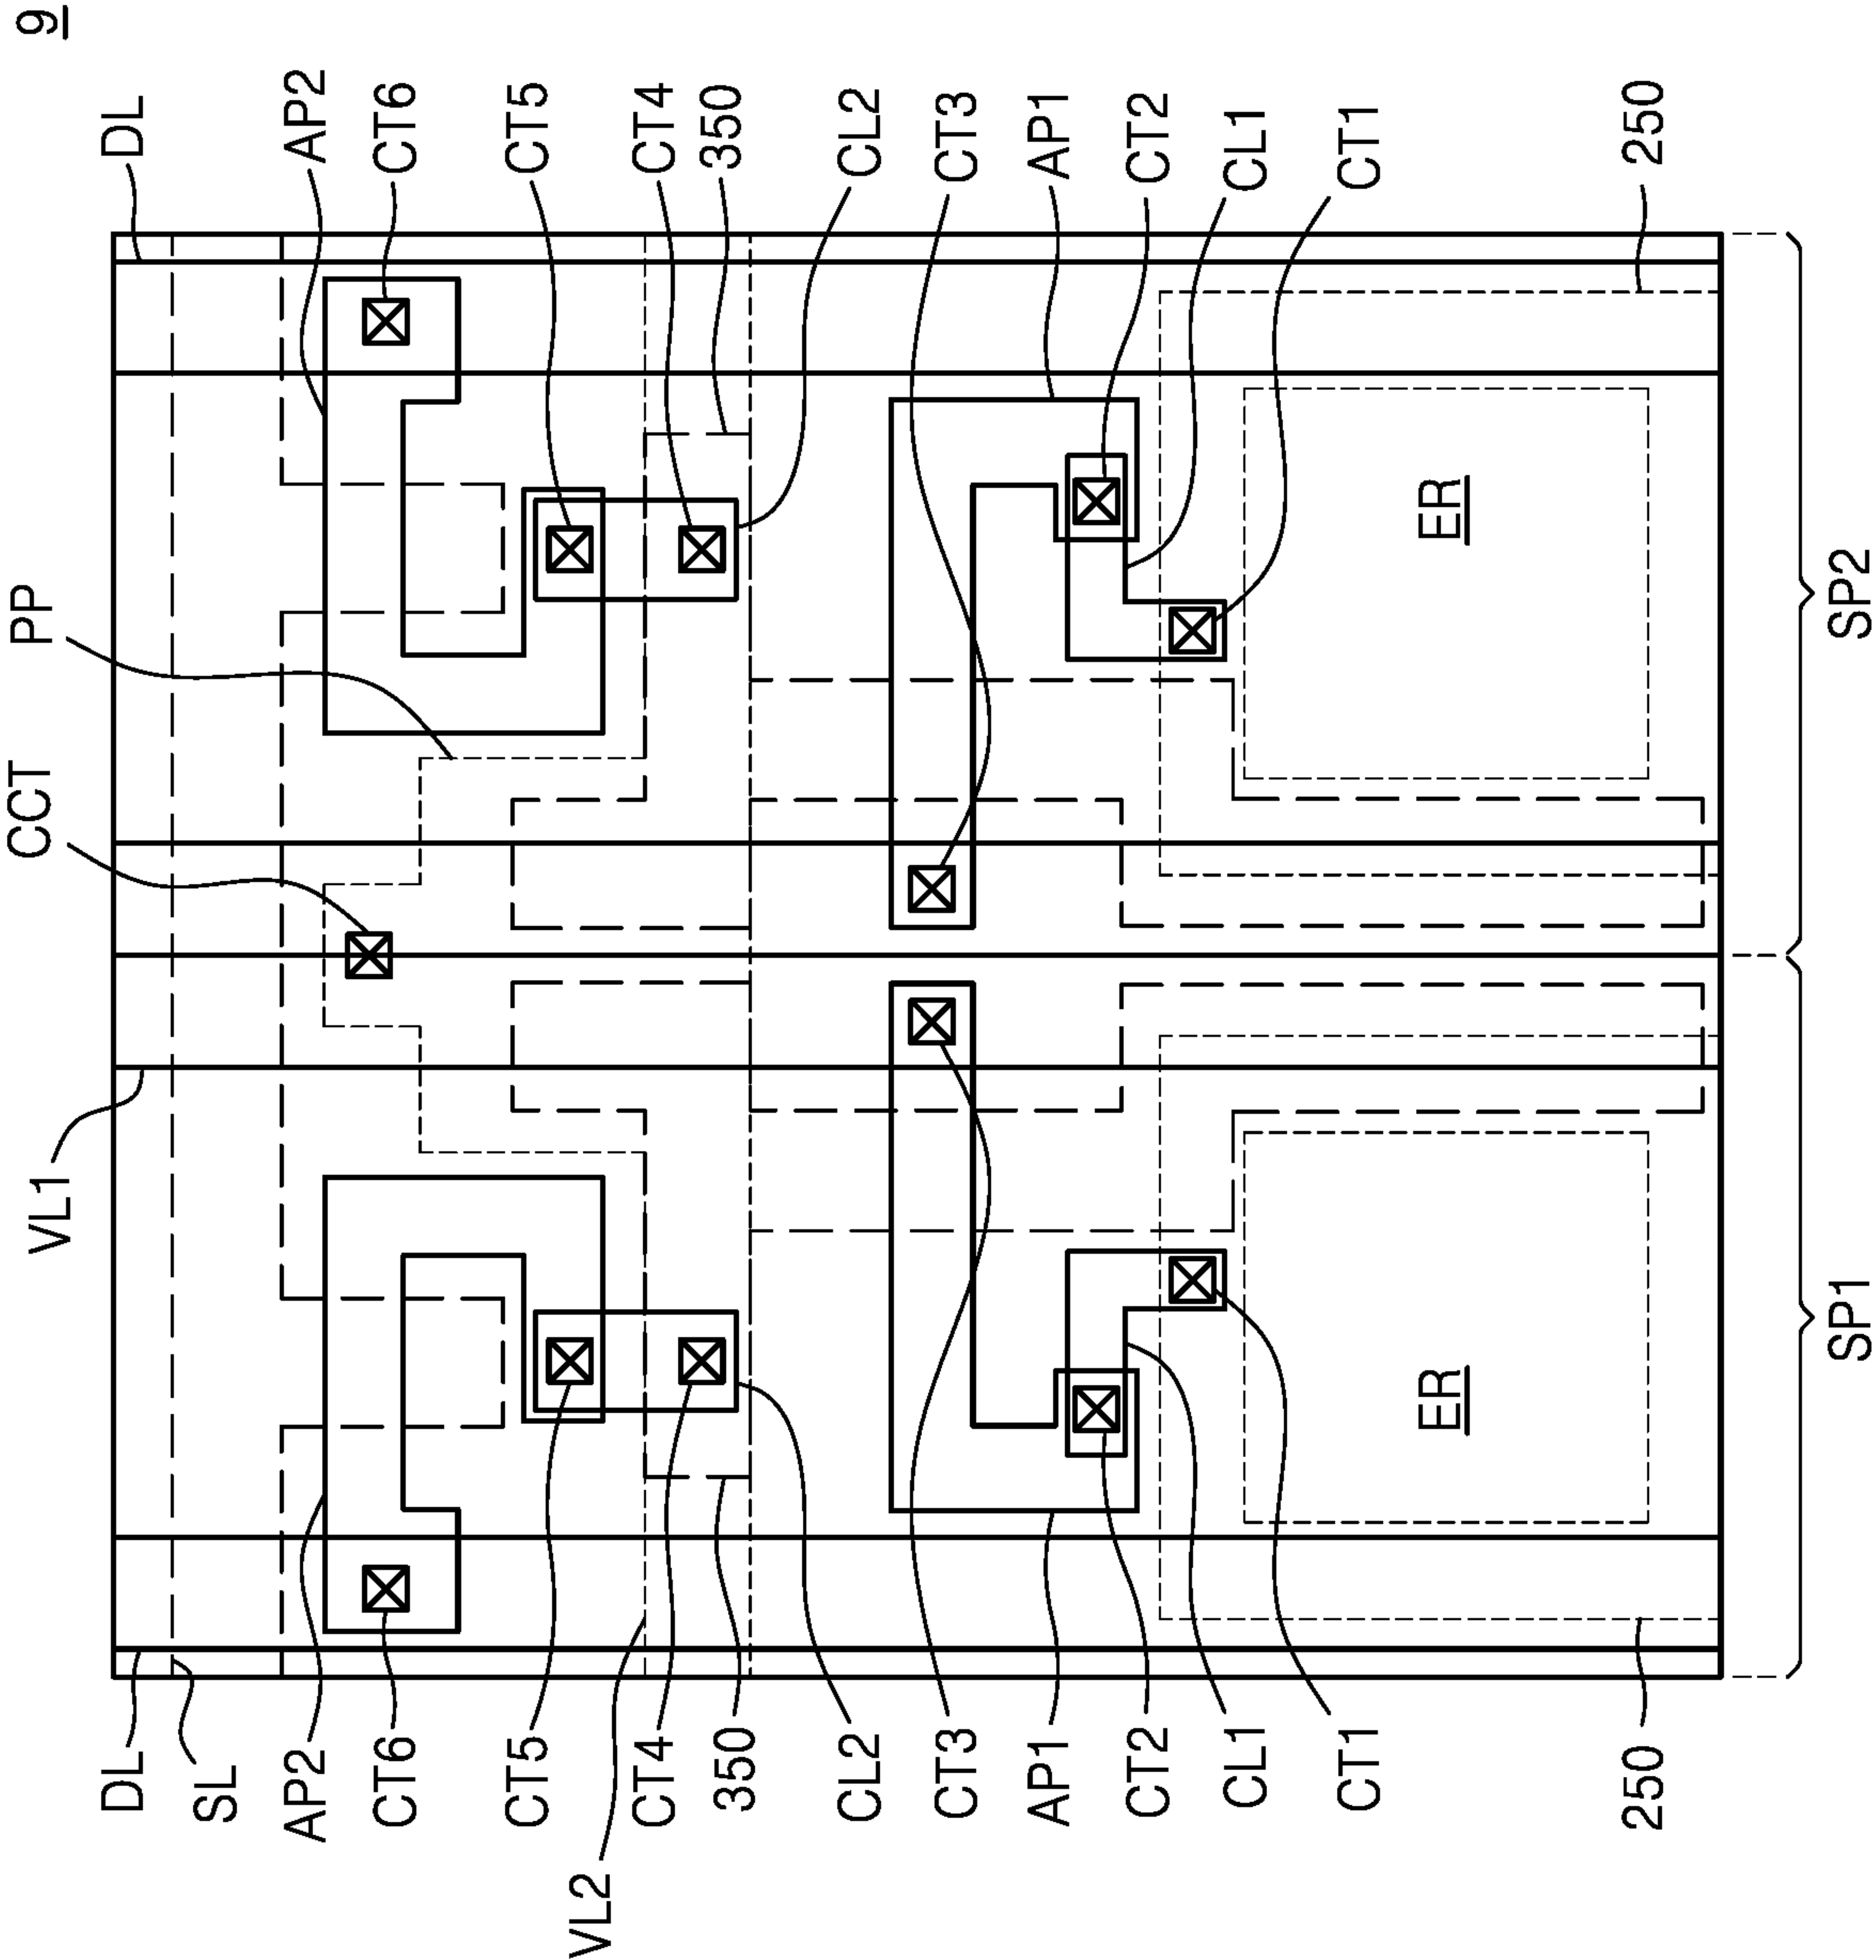 9
DL
AP2
CT6
CT5
CT4
350
CL2
CT3
AP1
CT2
CL1
CT1
250
PP
CCT
VL1
ER
ER
SP2
SP1
DL
SL
AP2
CT6
CT5
CT4
350
CL2
CT3
AP1
CT2
CL1
CT1
250
VL2